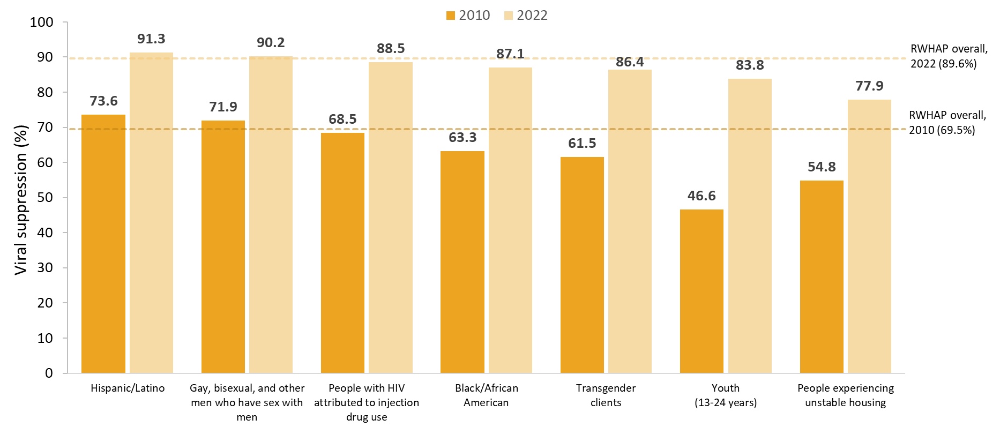 2010 2022
100
90
80
70
60
50
40
30
20
10
0
Viral suppression (%)
73.6 91.3
71.9 90.2
68.5 88.5
63.3 87.1
61.5 86.4
46.6 83.8
54.8 77.9
RWHAP overall,
2022 (89.6%)
RWHAP overall,
2010 (69.5%)
Hispanic/Latino
Gay, bisexual, and other
men who have sex with
men
People with HIV
attributed to injection
drug use
Black/African
American
Transgender
clients
Youth
(13-24 years)
People experiencing
unstable housing